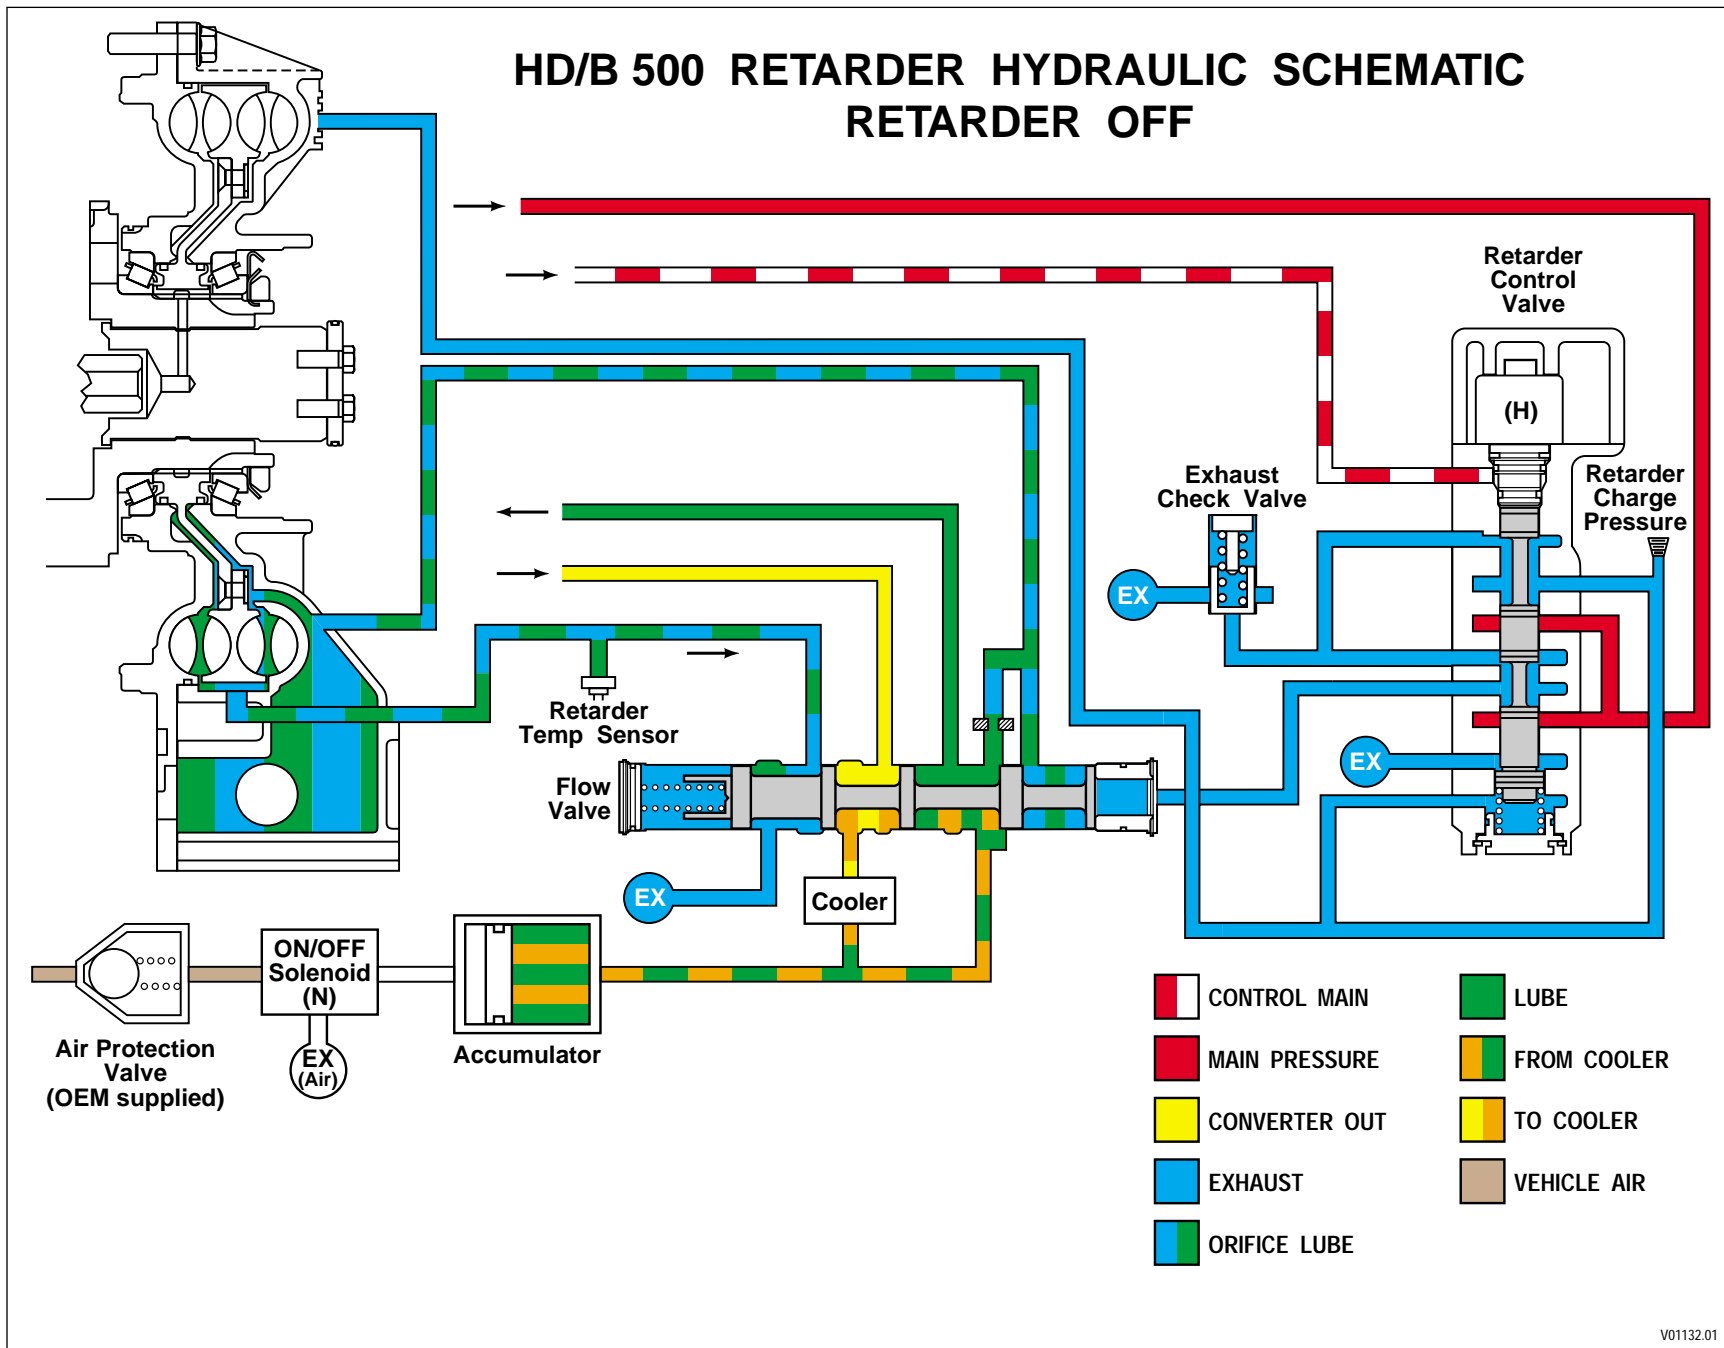 HD/B 500 RETARDER HYDRAULIC SCHEMATIC
RETARDER OFF
Retarder
Control
Valve
(H)
Exhaust
Check Valve
Retarder
Charge
Pressure
EX
Retarder
Temp Sensor
EX
Flow
Valve
EX
Cooler
ON/OFF
Solenoid
(N)
EX
(Air)
Air Protection
Valve
(OEM supplied)
Accumulator
CONTROL MAIN
MAIN PRESSURE
CONVERTER OUT
EXHAUST
ORIFICE LUBE
LUBE
FROM COOLER
TO COOLER
VEHICLE AIR
V01132.01